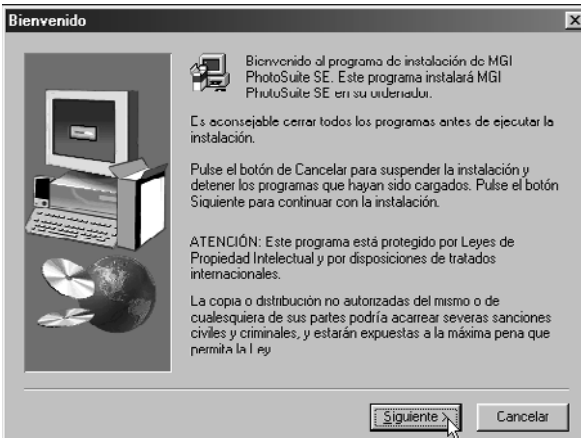 Bienvenido
Bienvenido al programa de instalación de MGI
PhotoSuite SE. Este programa instalará MGI
PhotoSuite SE en su ordenador.
Es aconsejable cerrar todos los programas antes de ejecutar la
instalación.
Pulse el botón de Cancelar para suspender la instalación y
detener los programas que hayan sido cargados. Pulse el botón
Siguiente para continuar con la instalación.
ATENCIÓN: Este programa está protegido por Leyes de
Propiedad Intelectual y por disposiciones de tratados
internacionales.
La copia o distribución no autorizadas del mismo o de
cualesquiera de sus partes podría acarrear severas sanciones
civiles y criminales, y estarán expuestas a la máxima pena que
permita la Ley
Siguiente >
Cancelar